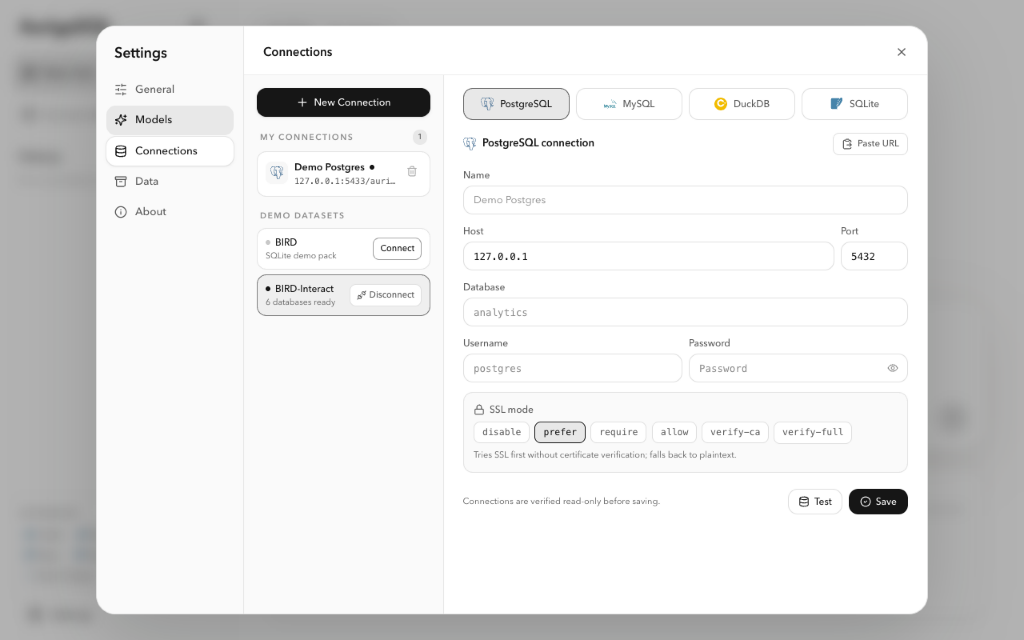 Settings
General
Models
Connections
Data
About
Connections
New Connection
MY CONNECTIONS 1
Demo Postgres
127.0.0.1:5433/auri…
DEMO DATASETS
BIRD
SQLite demo pack
Connect
BIRD-Interact
6 databases ready
Disconnect
PostgreSQL MySQL DuckDB SQLite
PostgreSQL connection
Paste URL
Name
Demo Postgres
Host Port
127.0.0.1 5432
Database
analytics
Username Password
postgres Password
SSL mode
disable prefer require allow verify-ca verify-full
Tries SSL first without certificate verification; falls back to plaintext.
Connections are verified read-only before saving.
Test Save